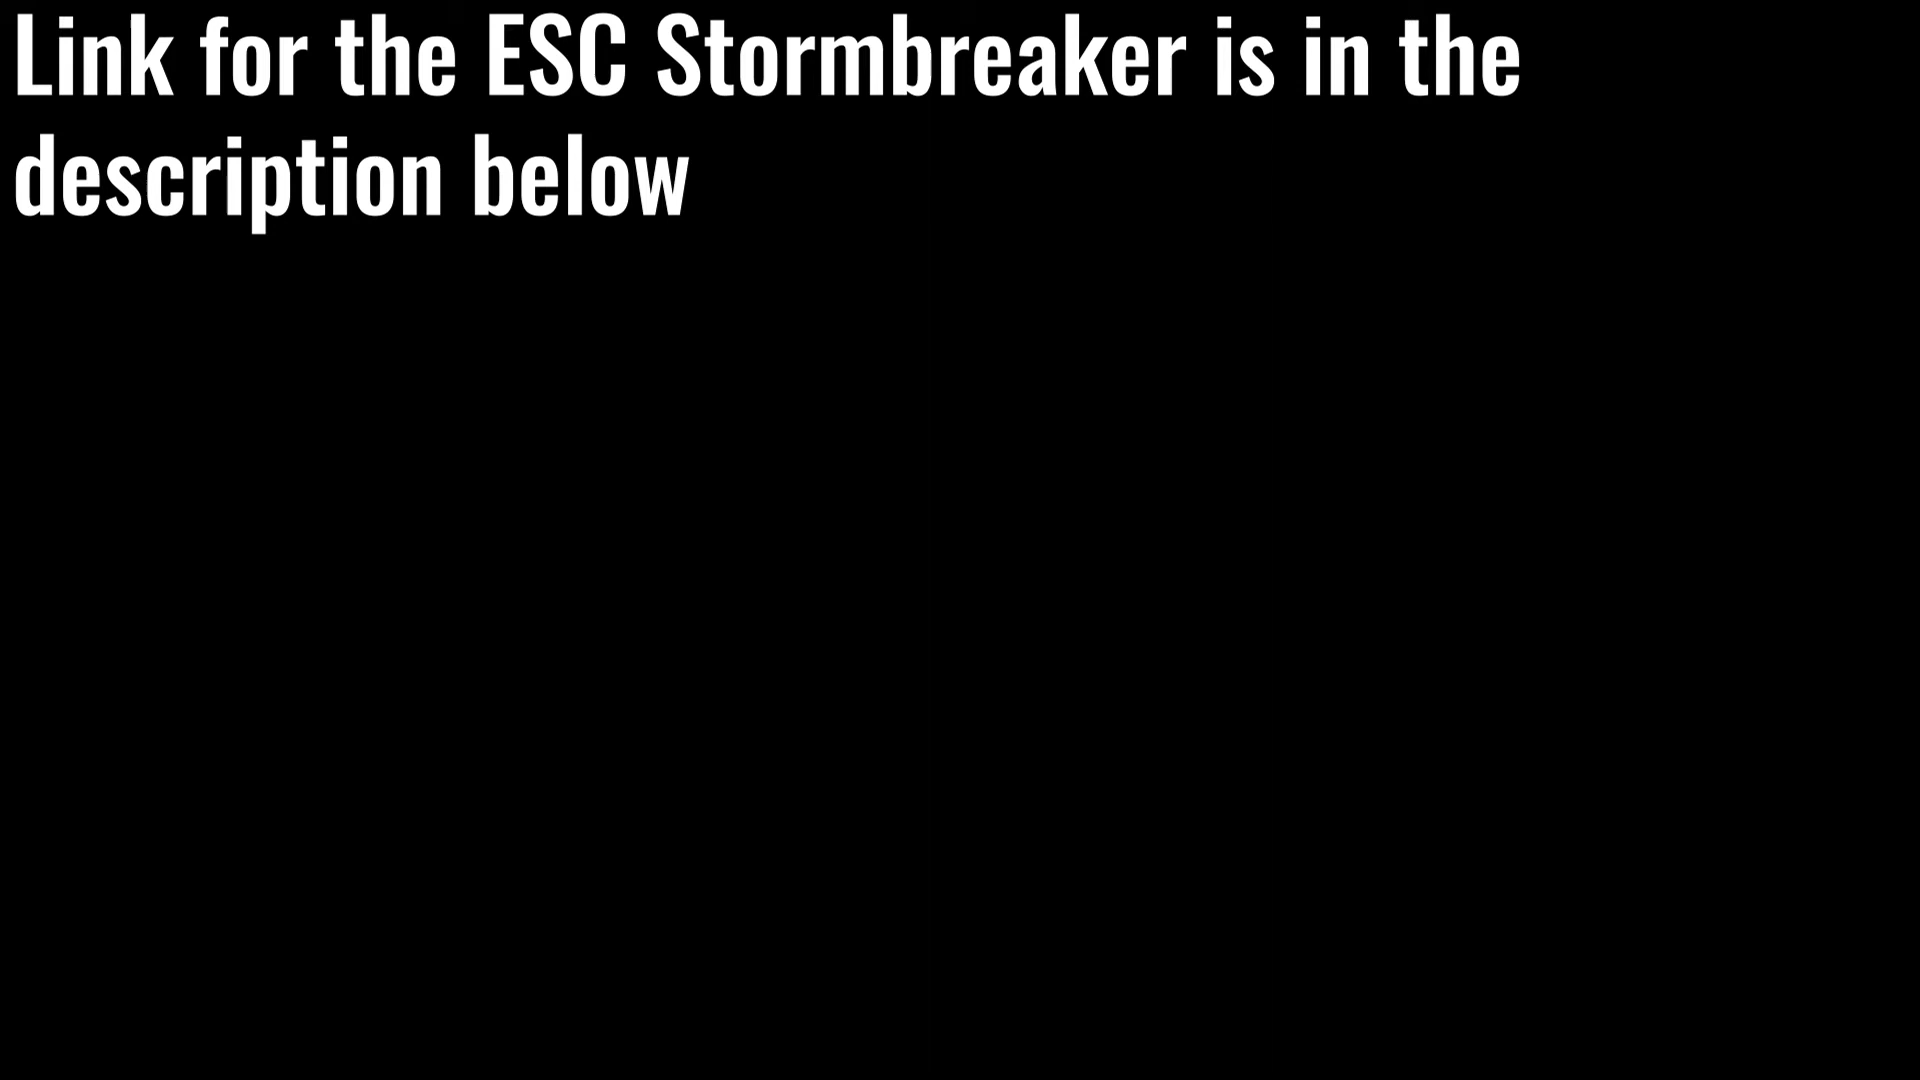 Link for the ESC Stormbreaker is in the
description below